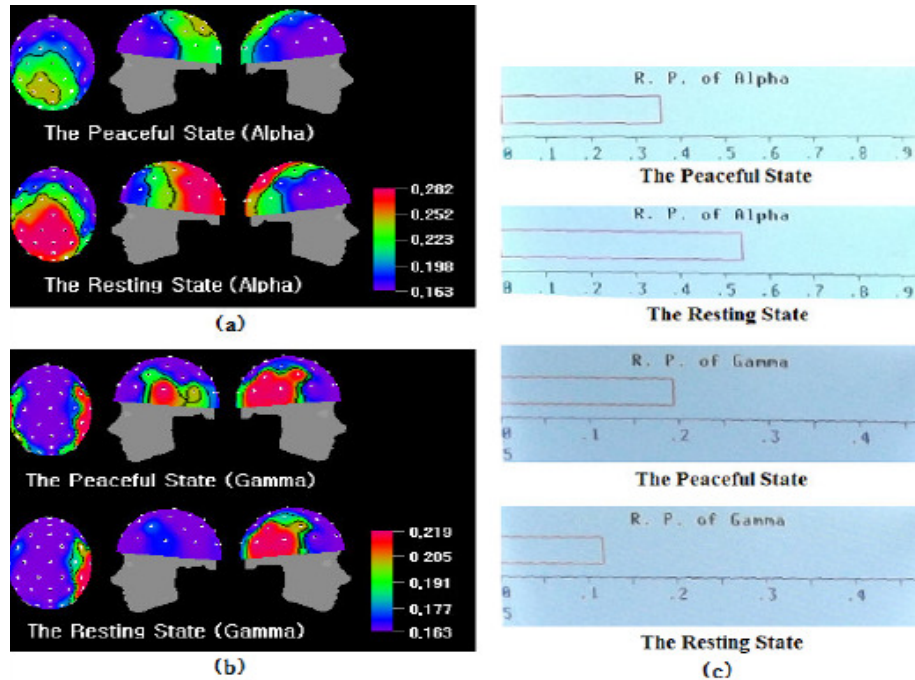 The Peaceful State (Alpha)
0.282
0.252
0.223
0.198
0.163
The Resting State (Alpha)
(a)
The Peaceful State (Gamma)
0.219
0.205
0.191
0.177
0.163
The Resting State (Gamma)
(b)
R. P. of Alpha
0 .1 .2 .3 .4 .5 .6 .7 .8 .9
The Peaceful State
R. P. of Alpha
0 .1 .2 .3 .4 .5 .6 .7 .8 .9
The Resting State
R. P. of Gamma
0 .1 .2 .3 .4
5
The Peaceful State
R. P. of Gamma
0 .1 .2 .3 .4
5
The Resting State
(c)